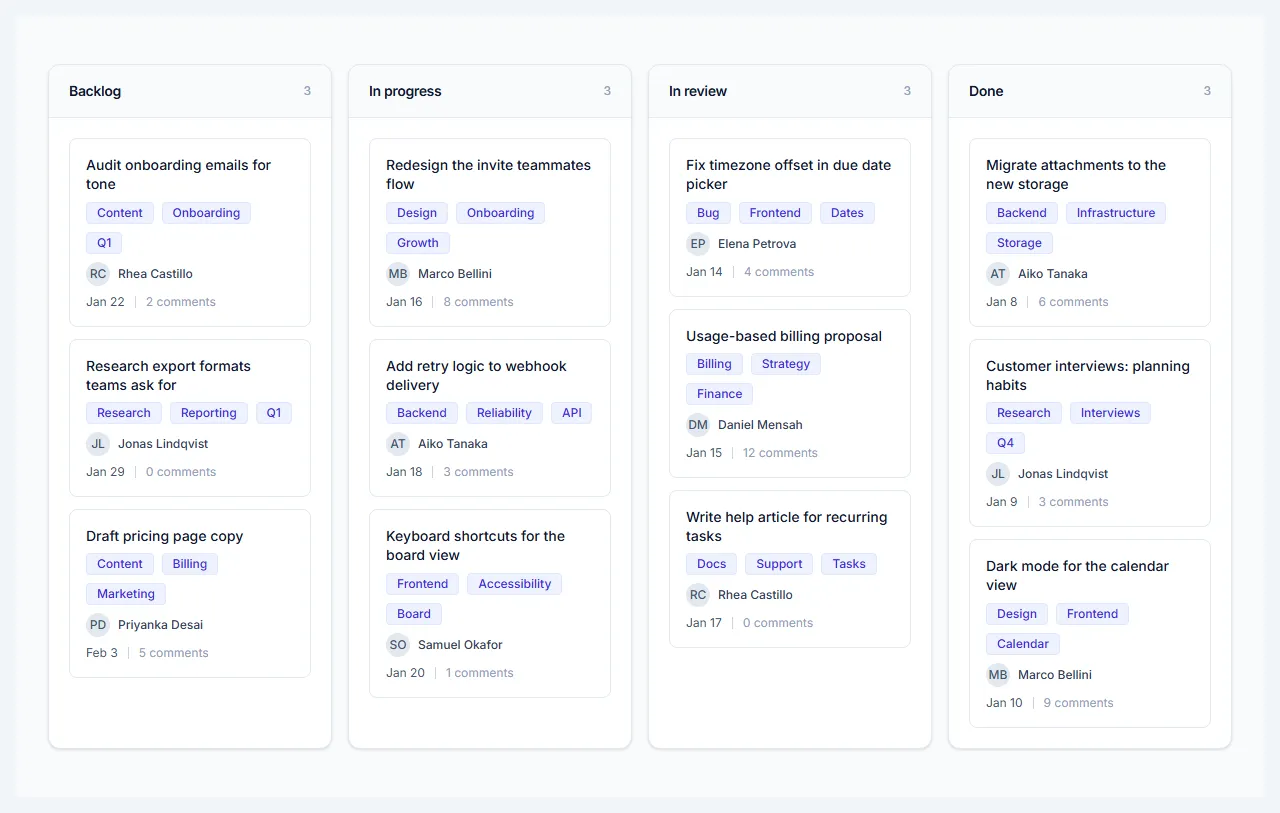 Backlog 3
Audit onboarding emails for
tone
Content Onboarding
Q1
RC Rhea Castillo
Jan 22 2 comments
Research export formats
teams ask for
Research Reporting Q1
JL Jonas Lindqvist
Jan 29 0 comments
Draft pricing page copy
Content Billing
Marketing
PD Priyanka Desai
Feb 3 5 comments
In progress 3
Redesign the invite teammates
flow
Design Onboarding
Growth
MB Marco Bellini
Jan 16 8 comments
Add retry logic to webhook
delivery
Backend Reliability API
AT Aiko Tanaka
Jan 18 3 comments
Keyboard shortcuts for the
board view
Frontend Accessibility
Board
SO Samuel Okafor
Jan 20 1 comments
In review 3
Fix timezone offset in due date
picker
Bug Frontend Dates
EP Elena Petrova
Jan 14 4 comments
Usage-based billing proposal
Billing Strategy
Finance
DM Daniel Mensah
Jan 15 12 comments
Write help article for recurring
tasks
Docs Support Tasks
RC Rhea Castillo
Jan 17 0 comments
Done 3
Migrate attachments to the
new storage
Backend Infrastructure
Storage
AT Aiko Tanaka
Jan 8 6 comments
Customer interviews: planning
habits
Research Interviews
Q4
JL Jonas Lindqvist
Jan 9 3 comments
Dark mode for the calendar
view
Design Frontend
Calendar
MB Marco Bellini
Jan 10 9 comments